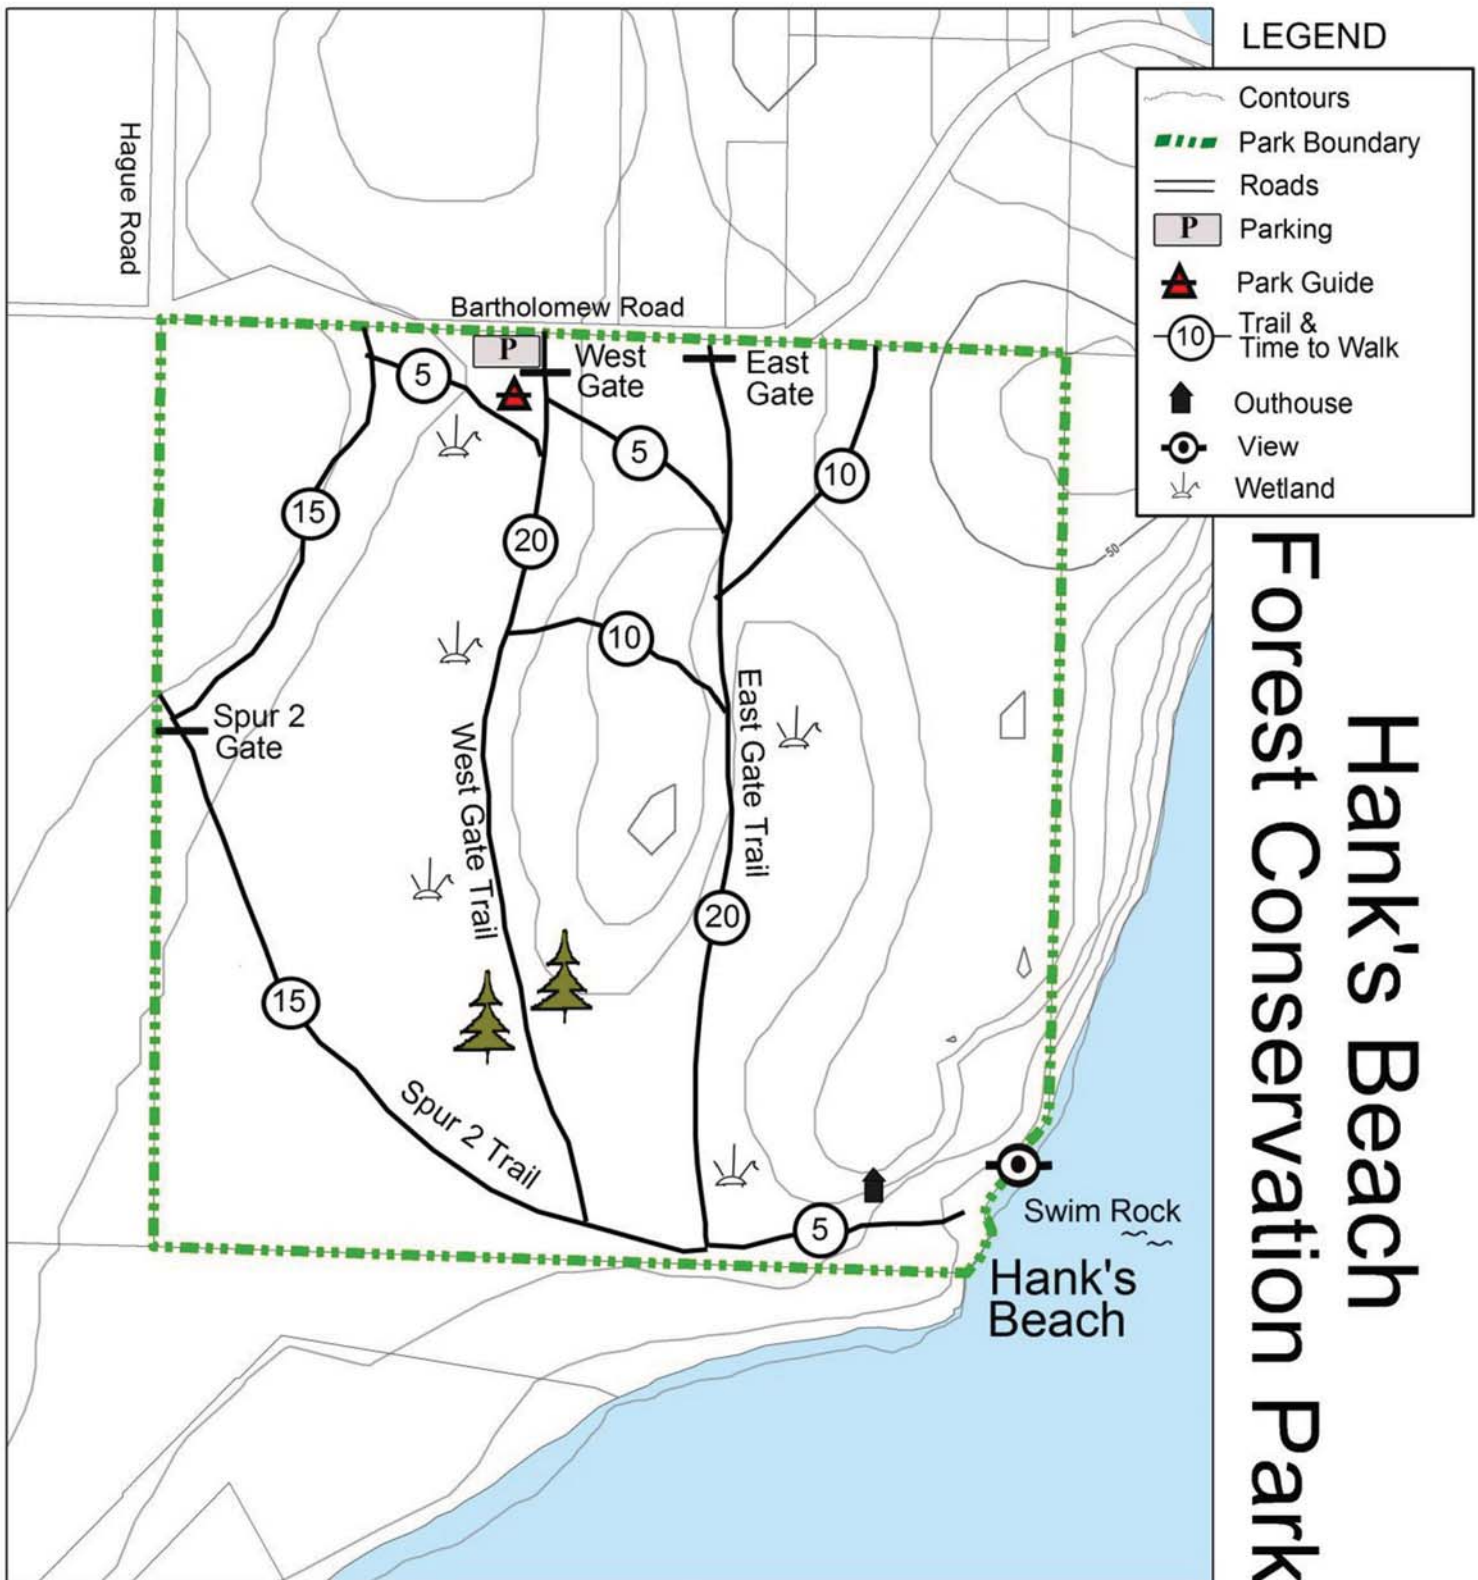 LEGEND
Contours
Park Boundary
Roads
P
Parking
Park Guide
10
Trail &
Time to Walk
Outhouse
View
Wetland
Hague Road
Bartholomew Road
P
West
Gate
East
Gate
5
5
10
15
20
10
50
Spur 2
Gate
West Gate Trail
East Gate Trail
20
15
Spur 2 Trail
5
Swim Rock
Hank's
Beach
Hank's Beach
Forest Conservation Park